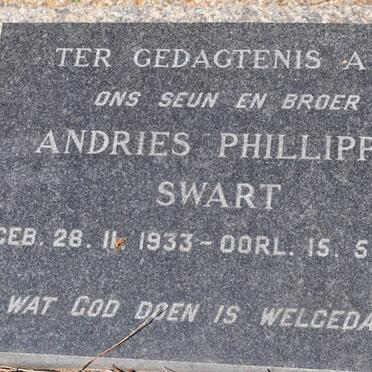 TER GEDAGTENIS A
ONS SEUN EN BROER
ANDRIES PHILLIPP
SWART
GEB. 28. 11. 1933 - OORL. 15. 5
WAT GOD DOEN IS WELGEDA